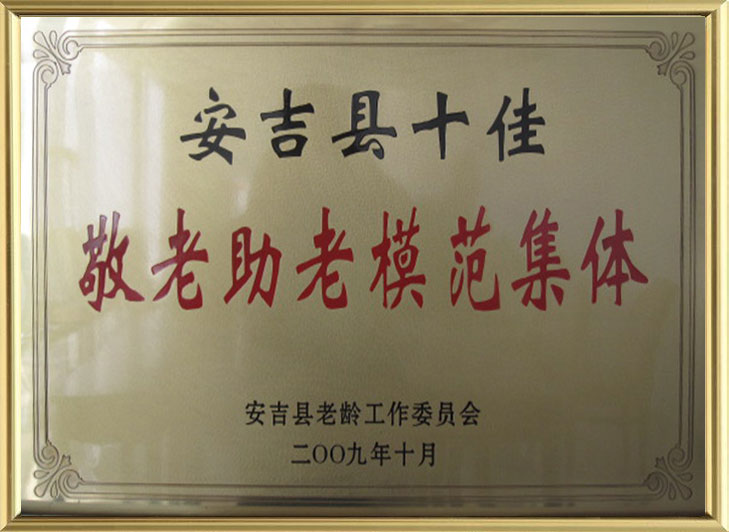 安吉县十佳
敬老助老模范集体
安吉县老龄工作委员会
二OO九年十月